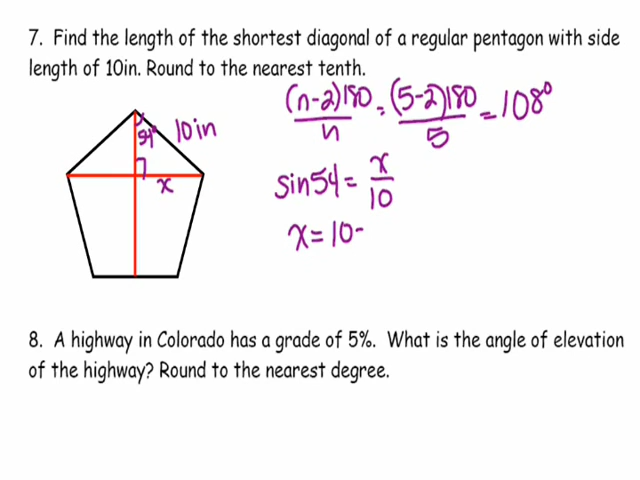 7. Find the length of the shortest diagonal of a regular pentagon with side
length of 10in. Round to the nearest tenth.
(n-2)180/n = (5-2)180/5 = 108°
54° 10in
x
sin54 = x/10
x = 10·
8. A highway in Colorado has a grade of 5%. What is the angle of elevation
of the highway? Round to the nearest degree.